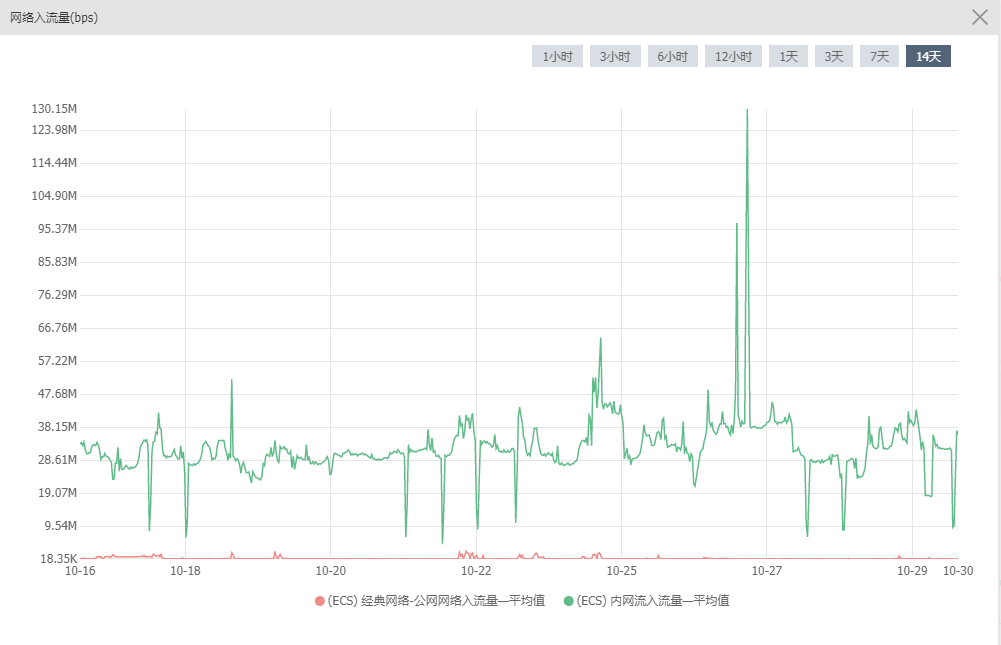 网络入流量(bps)
1小时 3小时 6小时 12小时 1天 3天 7天 14天
130.15M
123.98M
114.44M
104.90M
95.37M
85.83M
76.29M
66.76M
57.22M
47.68M
38.15M
28.61M
19.07M
9.54M
18.35K
10-16 10-18 10-20 10-22 10-25 10-27 10-29 10-30
(ECS) 经典网络-公网网络入流量—平均值 (ECS) 内网流入流量—平均值